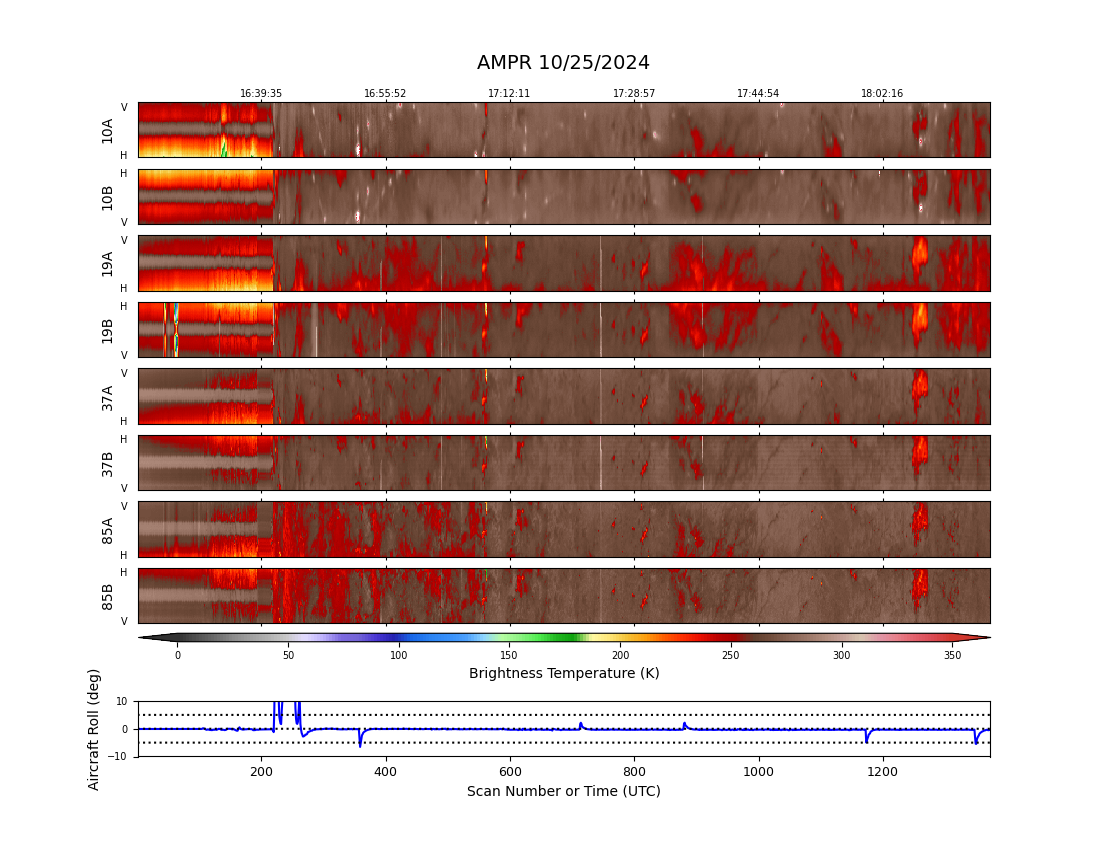 AMPR 10/25/2024
16:39:35 16:55:52 17:12:11 17:28:57 17:44:54 18:02:16
V
10A
H
H
10B
V
V
19A
H
H
19B
V
V
37A
H
H
37B
V
V
85A
H
H
85B
V
0 50 100 150 200 250 300 350
Brightness Temperature (K)
Aircraft Roll (deg)
10
0
−10
200 400 600 800 1000 1200
Scan Number or Time (UTC)